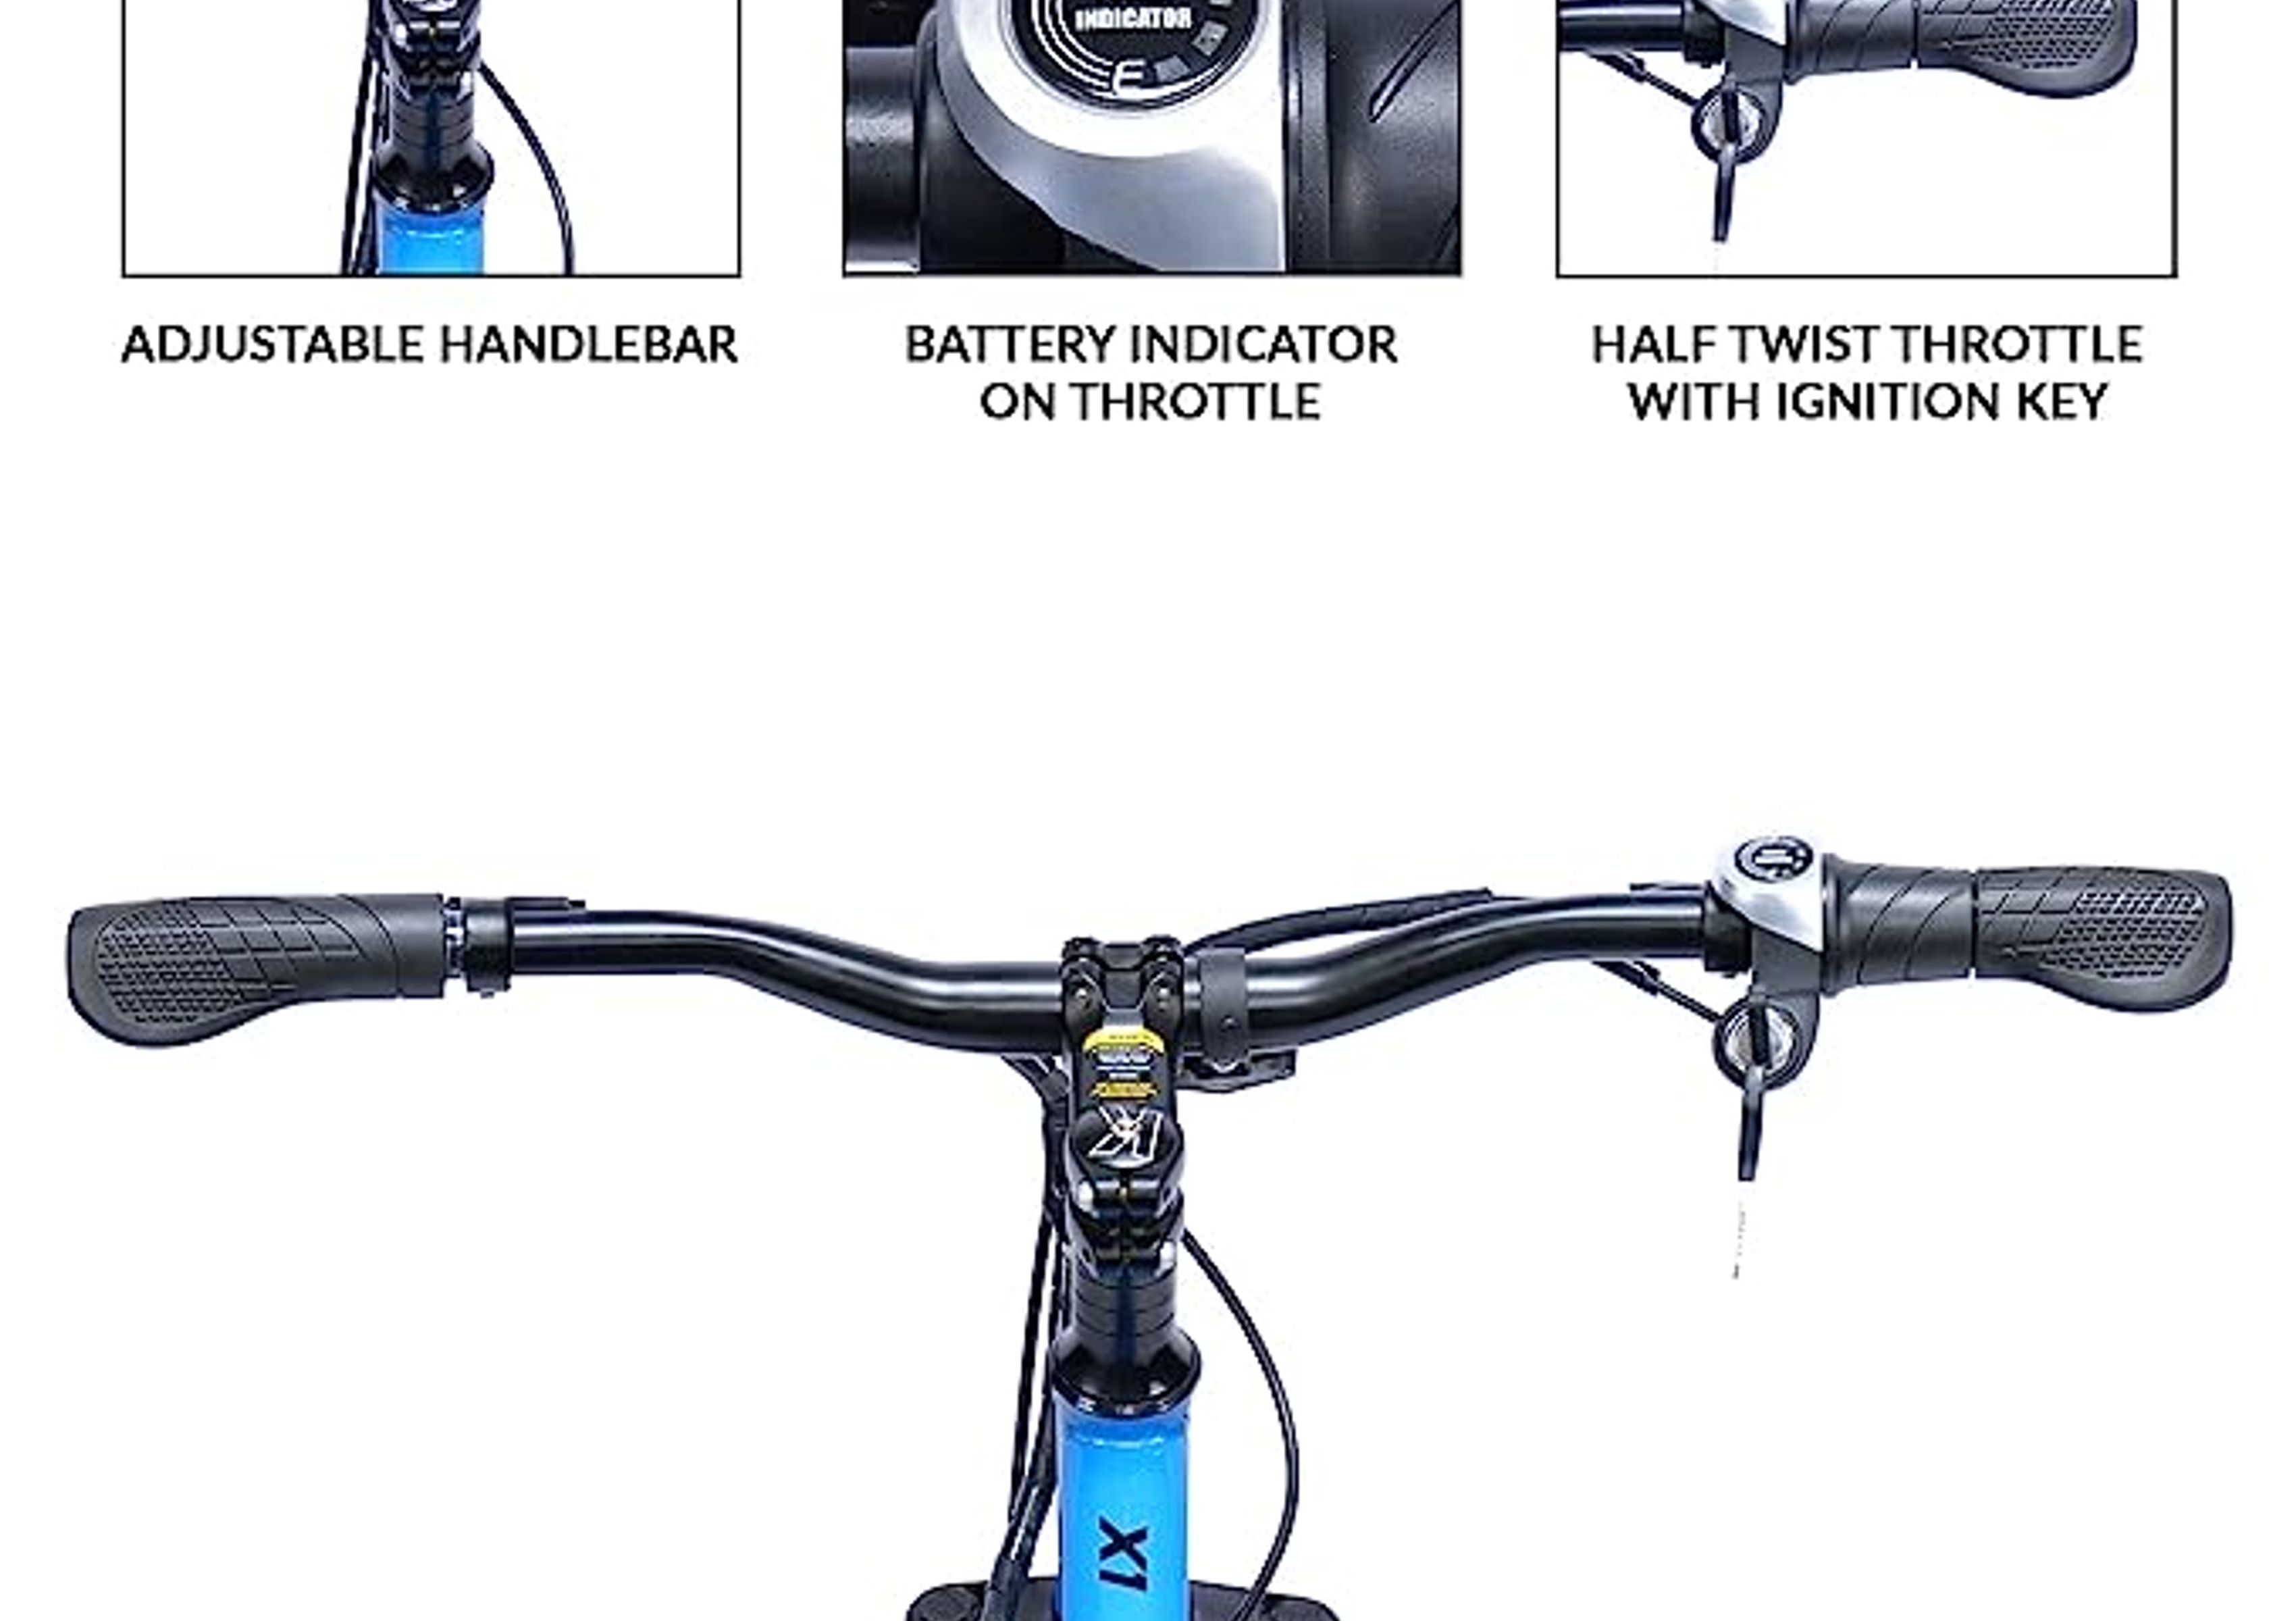 INDICATOR
E
ADJUSTABLE HANDLEBAR
BATTERY INDICATOR
ON THROTTLE
HALF TWIST THROTTLE
WITH IGNITION KEY
X1